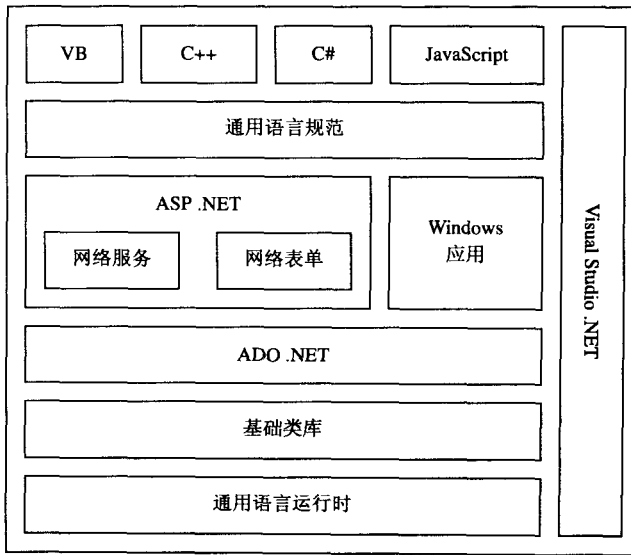 VB
C++
C#
JavaScript
通用语言规范
ASP .NET
网络服务
网络表单
Windows
应用
ADO .NET
基础类库
通用语言运行时
Visual Studio .NET